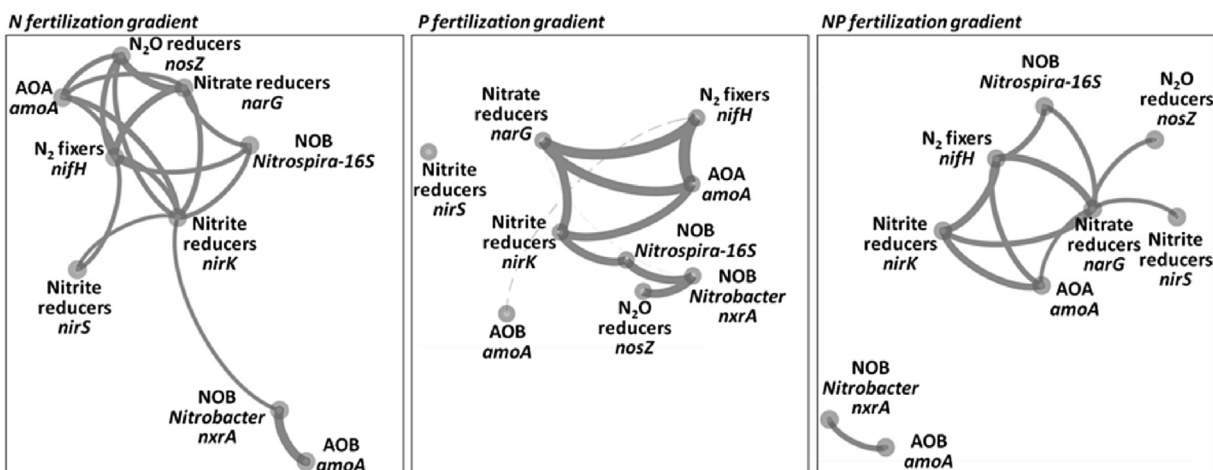 N fertilization gradient
N₂O reducers
nosZ
AOA
amoA
Nitrate reducers
narG
N₂ fixers
nifH
NOB
Nitrospira-16S
Nitrite
reducers
nirK
Nitrite
reducers
nirS
NOB
Nitrobacter
nxrA
AOB
amoA
P fertilization gradient
Nitrate
reducers
narG
N₂ fixers
nifH
Nitrite
reducers
nirS
AOA
amoA
Nitrite
reducers
nirK
NOB
Nitrospira-16S
NOB
Nitrobacter
nxrA
N₂O
reducers
nosZ
AOB
amoA
NP fertilization gradient
NOB
Nitrospira-16S
N₂O
reducers
nosZ
N₂ fixers
nifH
Nitrite
reducers
nirK
Nitrate
reducers
narG
Nitrite
reducers
nirS
AOA
amoA
NOB
Nitrobacter
nxrA
AOB
amoA